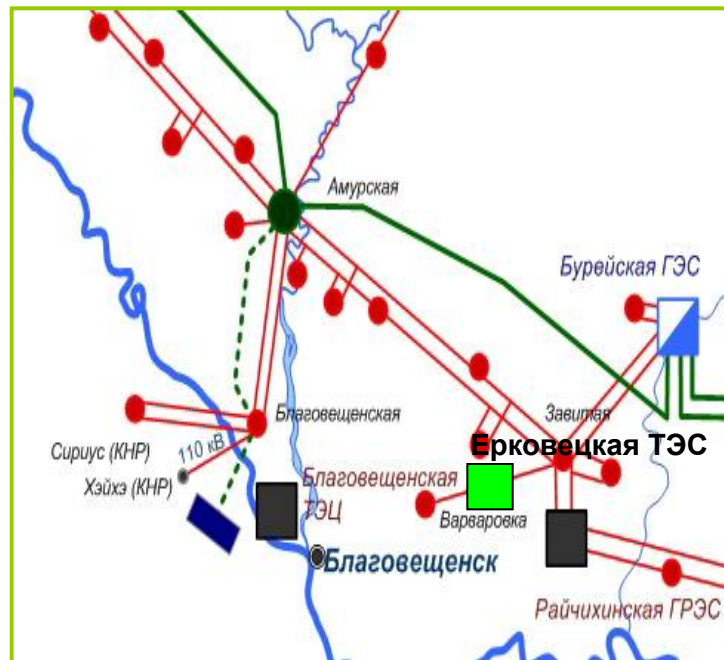 Амурская
Бурейская ГЭС
Благовещенская
Завитая
Ерковецкая ТЭС
Сириус (КНР)
110 кВ
Хэйхэ (КНР)
Благовещенская
ТЭЦ
Варваровка
Благовещенск
Райчихинская ГРЭС